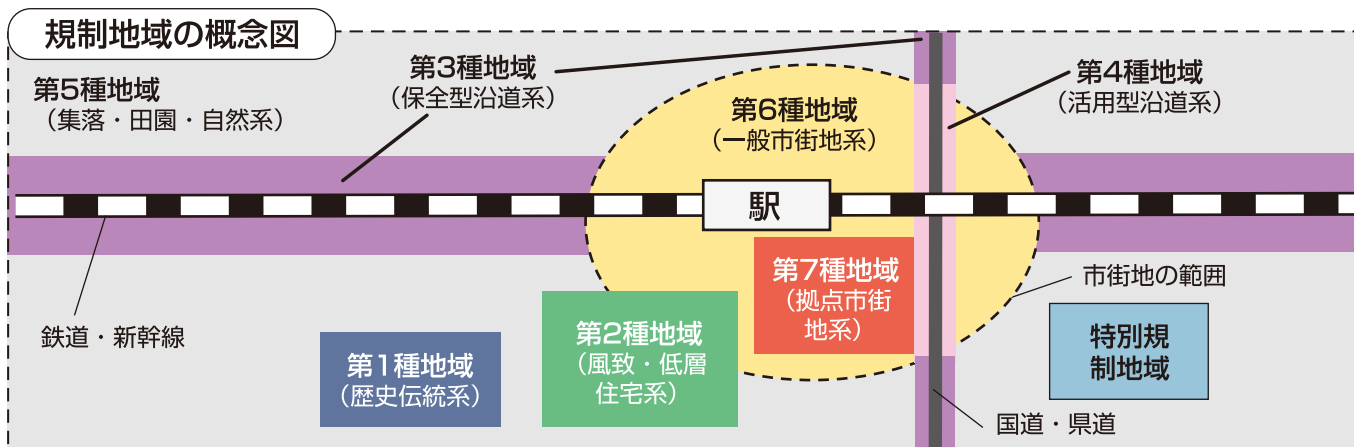 規制地域の概念図
第5種地域
（集落・田園・自然系）
第3種地域
（保全型沿道系）
第6種地域
（一般市街地系）
第4種地域
（活用型沿道系）
駅
第7種地域
（拠点市街
地系）
市街地の範囲
鉄道・新幹線
第1種地域
（歴史伝統系）
第2種地域
（風致・低層
住宅系）
特別規
制地域
国道・県道